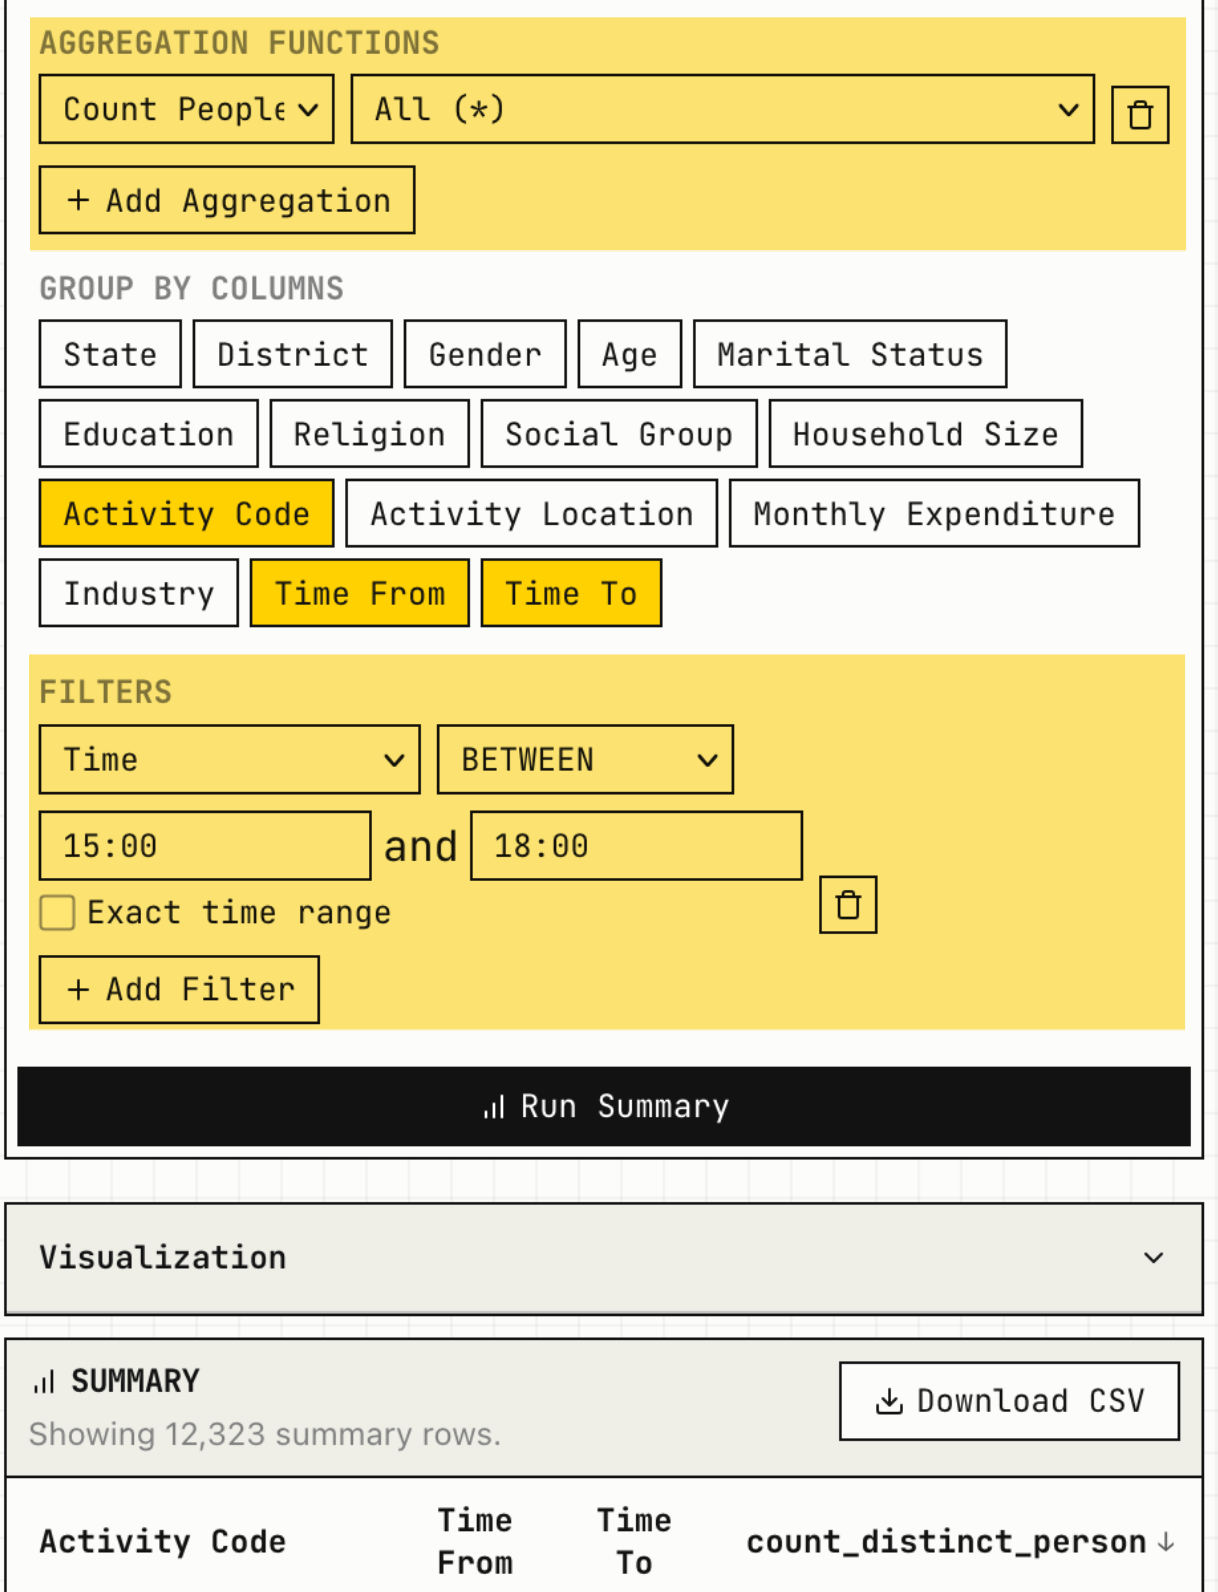 AGGREGATION FUNCTIONS
Count People All (*)
+ Add Aggregation
GROUP BY COLUMNS
State District Gender Age Marital Status
Education Religion Social Group Household Size
Activity Code Activity Location Monthly Expenditure
Industry Time From Time To
FILTERS
Time BETWEEN
15:00 and 18:00
Exact time range
+ Add Filter
Run Summary
Visualization
SUMMARY
Download CSV
Showing 12,323 summary rows.
Activity Code Time From Time To count_distinct_person ↓